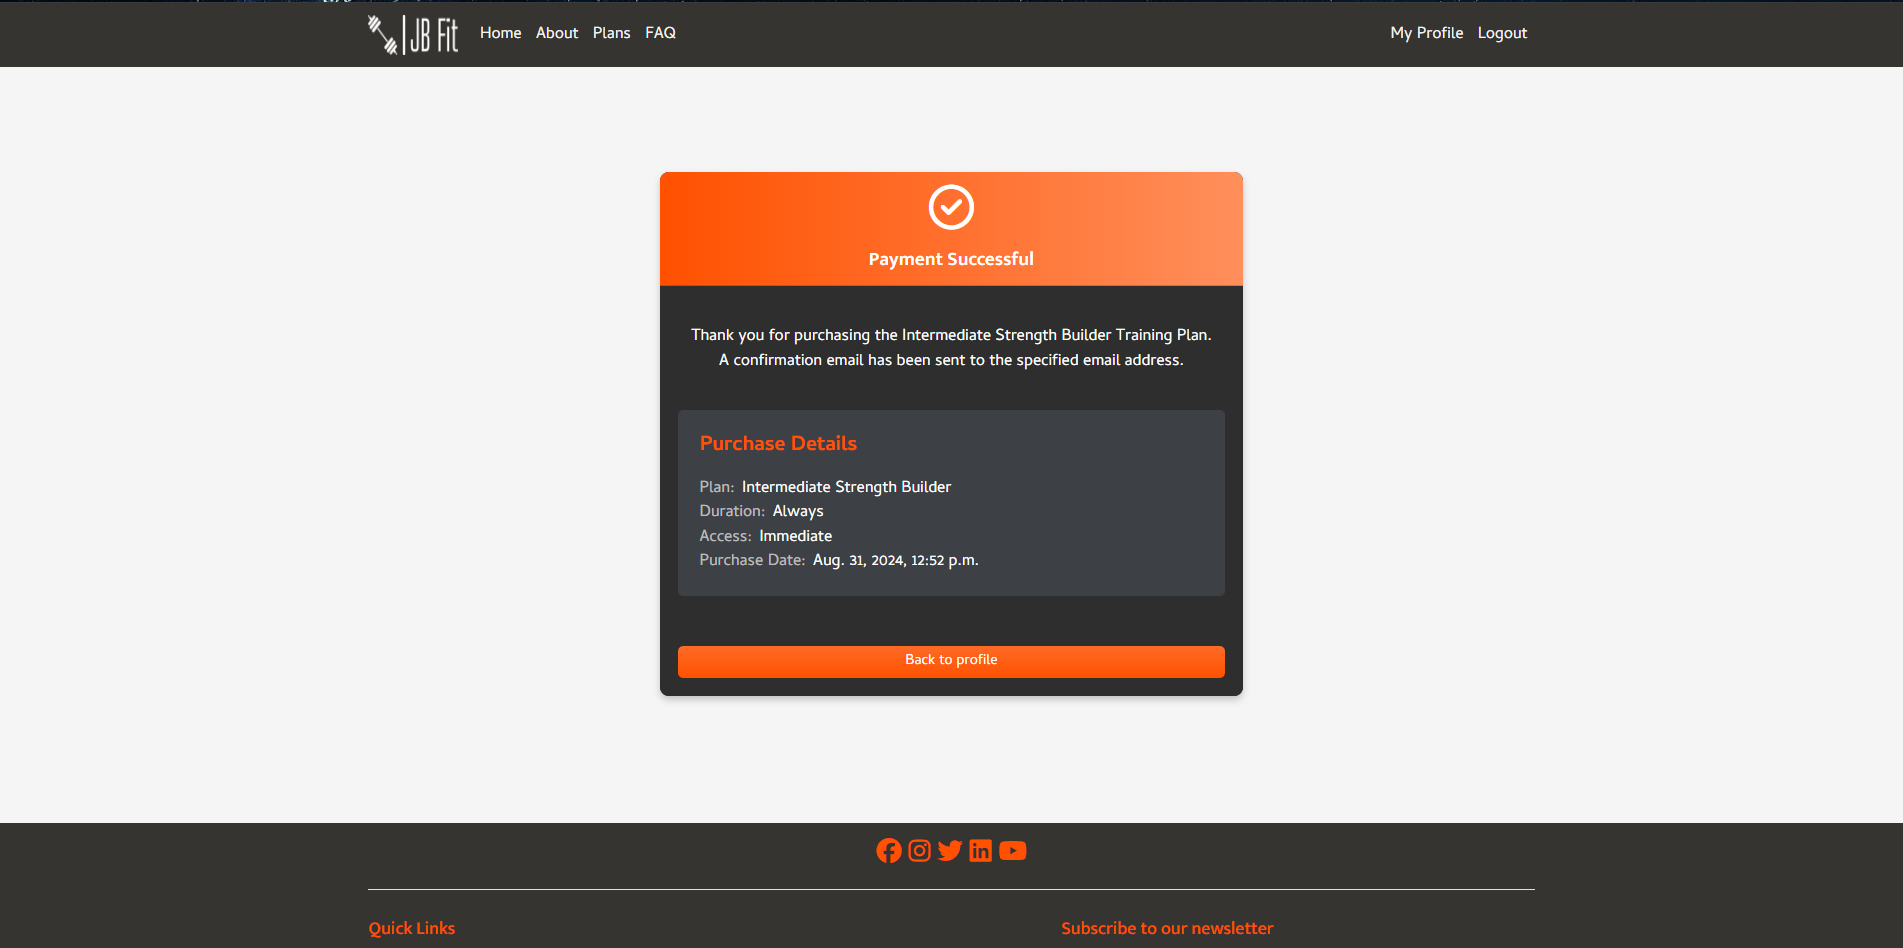 JB Fit
Home About Plans FAQ
My Profile Logout
Payment Successful
Thank you for purchasing the Intermediate Strength Builder Training Plan.
A confirmation email has been sent to the specified email address.
Purchase Details
Plan: Intermediate Strength Builder
Duration: Always
Access: Immediate
Purchase Date: Aug. 31, 2024, 12:52 p.m.
Back to profile
Quick Links
Subscribe to our newsletter